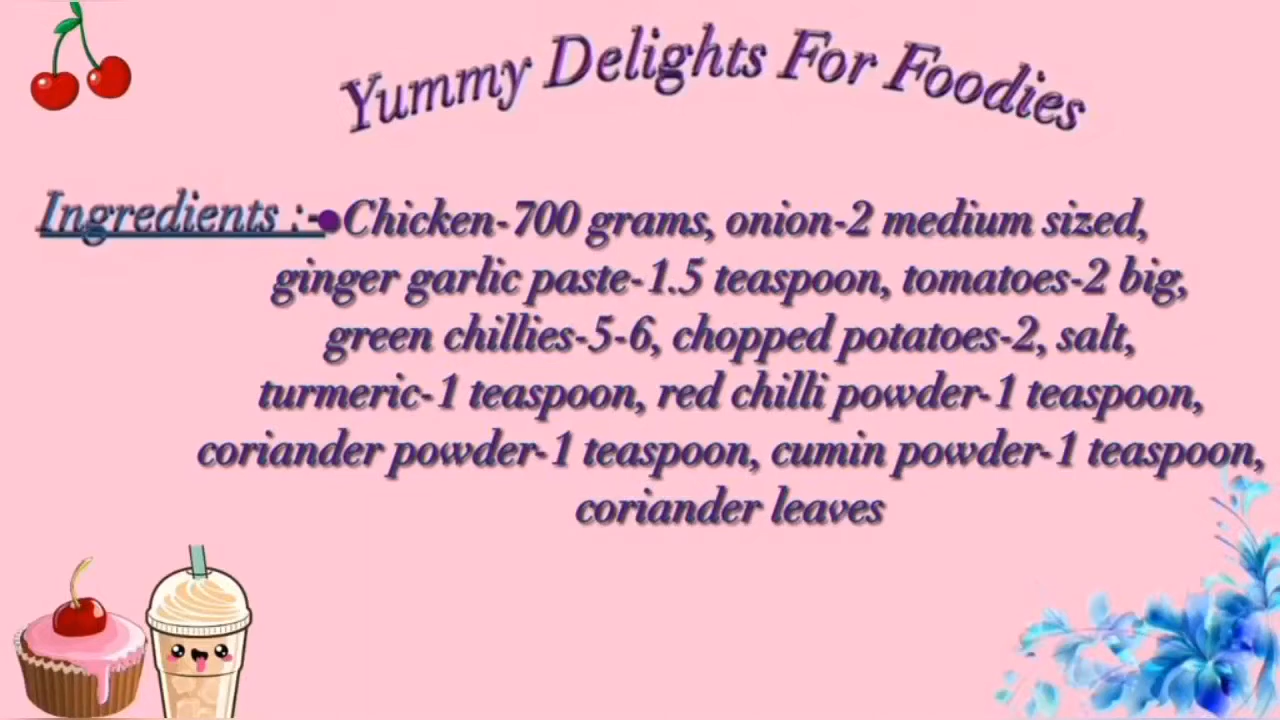 Yummy Delights For Foodies
Ingredients :-●Chicken-700 grams, onion-2 medium sized,
ginger garlic paste-1.5 teaspoon, tomatoes-2 big,
green chillies-5-6, chopped potatoes-2, salt,
turmeric-1 teaspoon, red chilli powder-1 teaspoon,
coriander powder-1 teaspoon, cumin powder-1 teaspoon,
coriander leaves